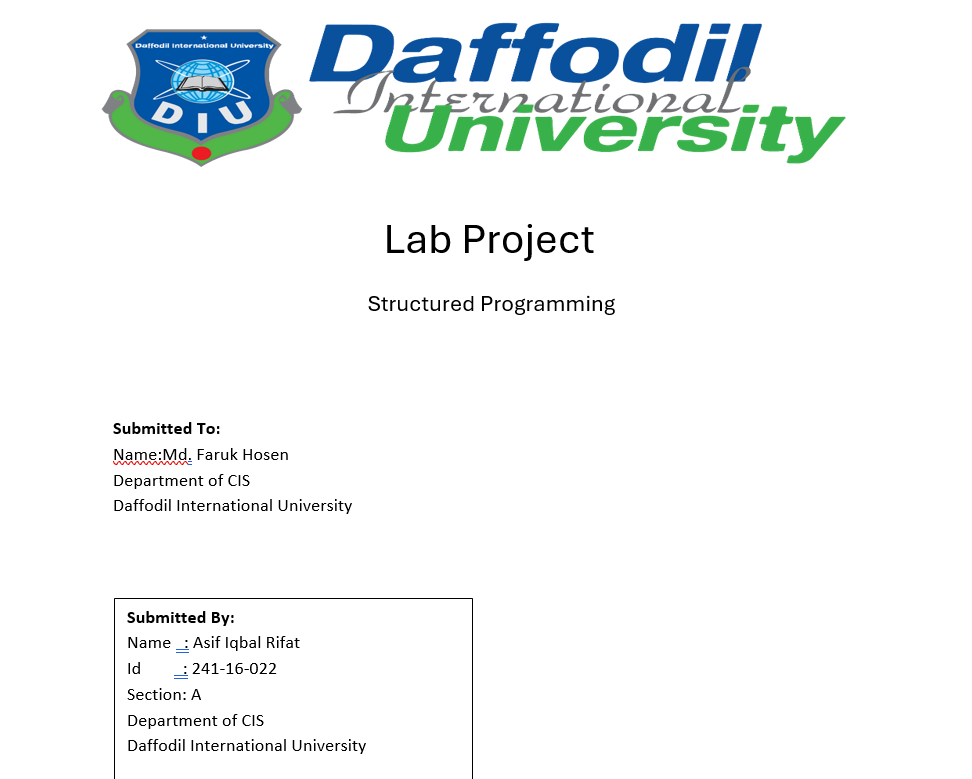 Daffodil International University
DIU
Daffodil
International
University
Lab Project
Structured Programming
Submitted To:
Name:Md. Faruk Hosen
Department of CIS
Daffodil International University
Submitted By:
Name : Asif Iqbal Rifat
Id : 241-16-022
Section: A
Department of CIS
Daffodil International University